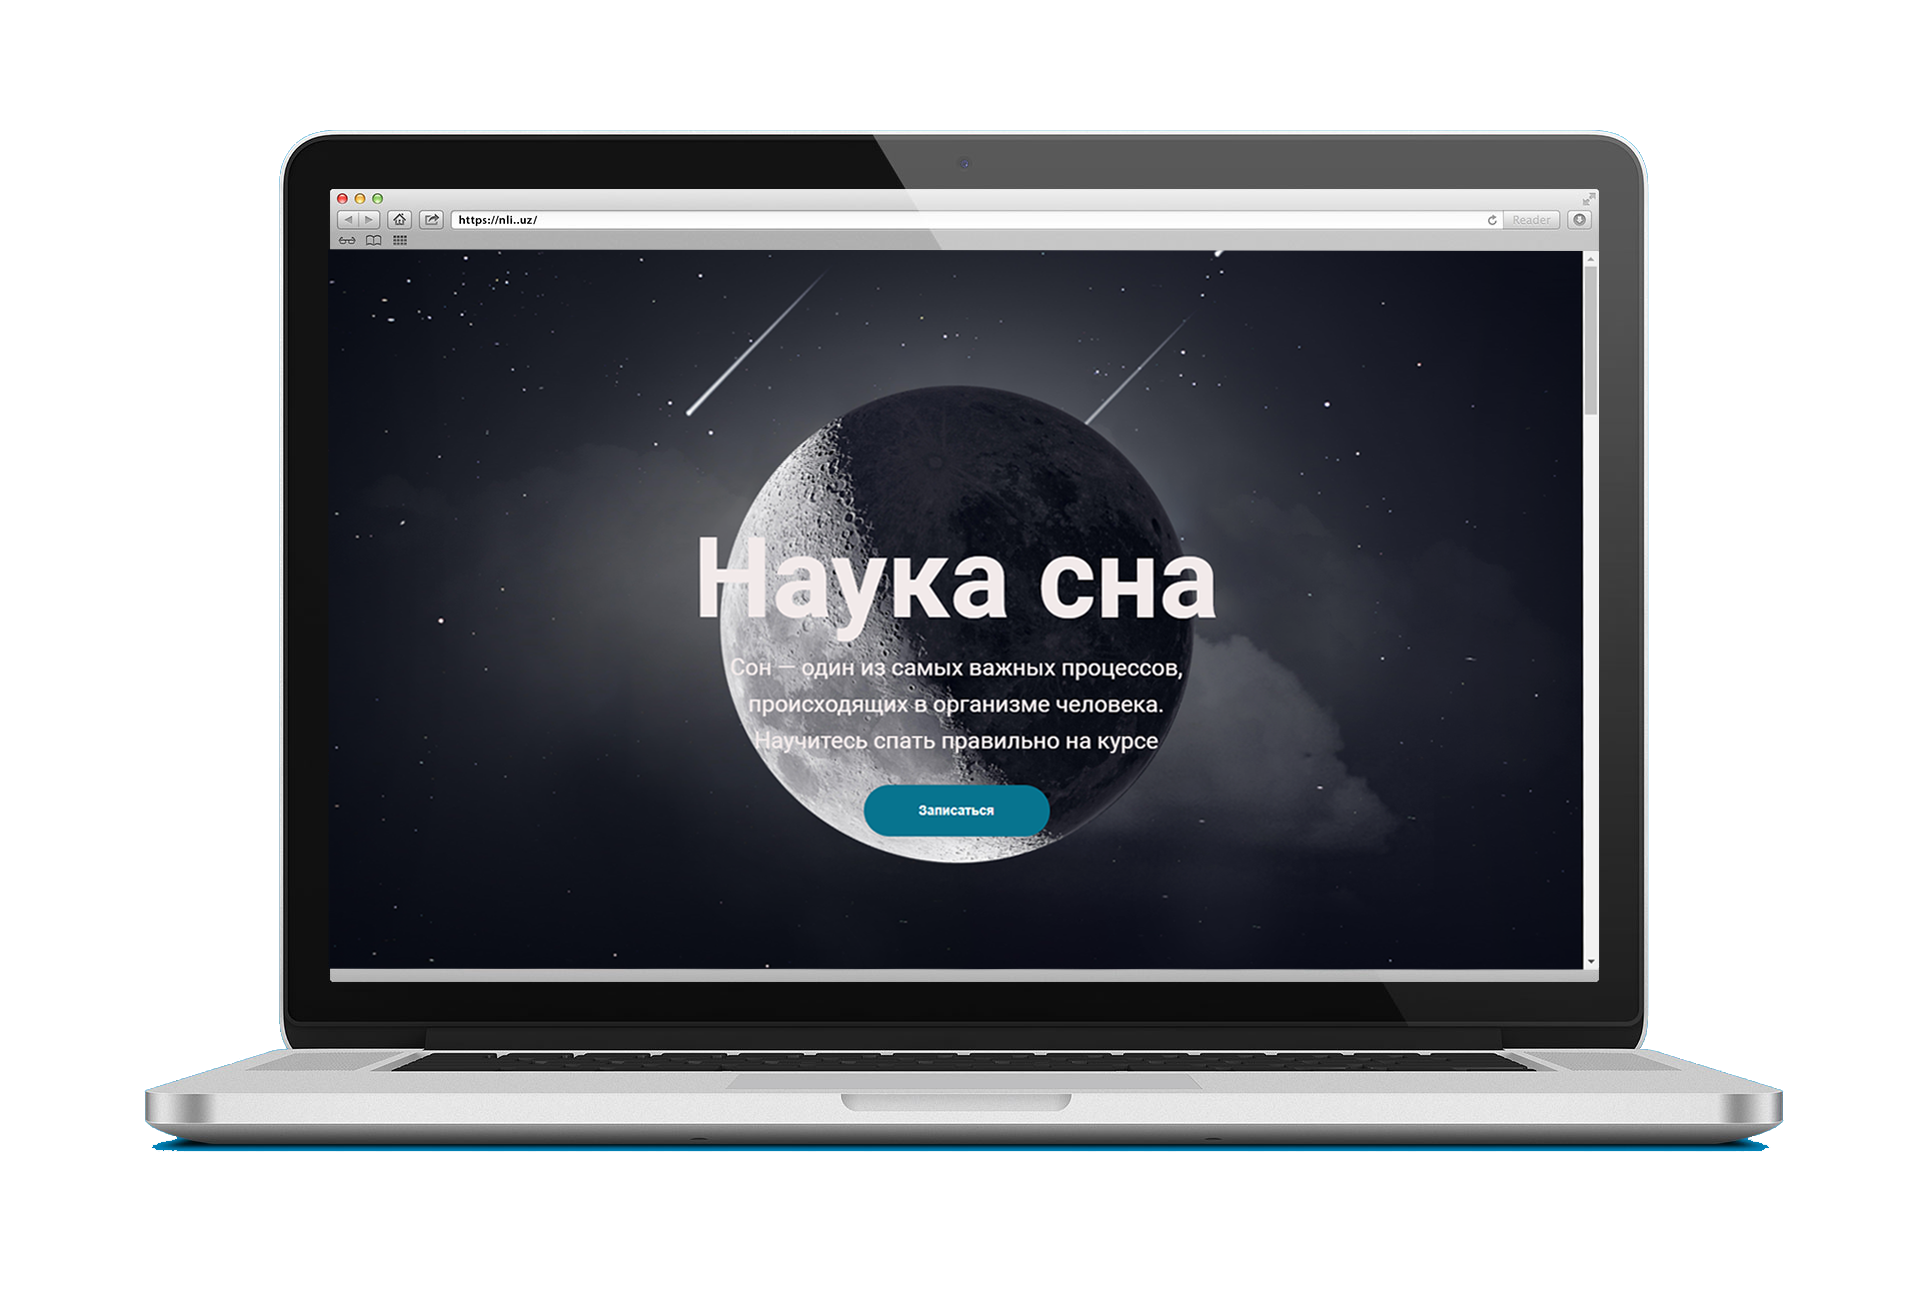 https://nli..uz/
Reader
Наука сна
Сон — один из самых важных процессов,
происходящих в организме человека.
Научитесь спать правильно на курсе
Записаться